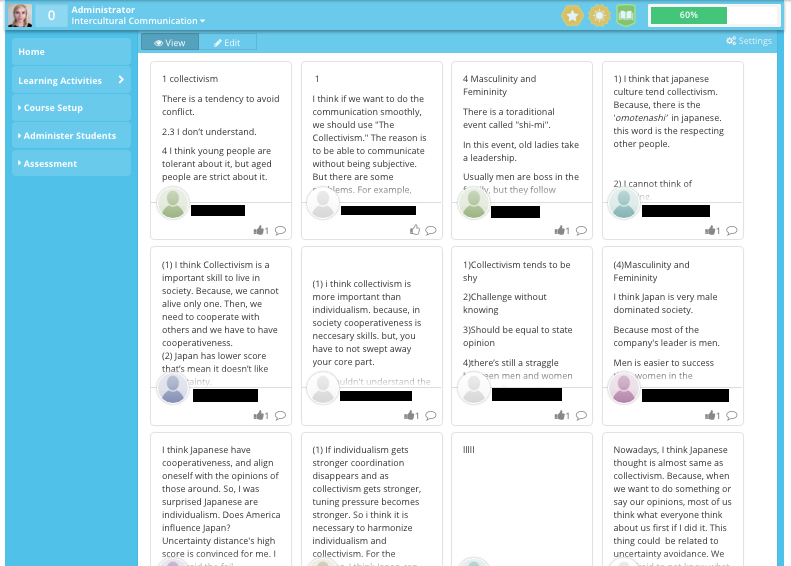 0
Administrator
Intercultural Communication
60%
View
Edit
Settings
Home
Learning Activities
Course Setup
Administer Students
Assessment
1 collectivism
There is a tendency to avoid
conflict.
2.3 I don't understand.
4 I think young people are
tolerant about it, but aged
people are strict about it.
1
1
I think if we want to do the
communication smoothly,
we should use "The
Collectivism." The reason is
to be able to communicate
without being subjective.
But there are some
For example,
4 Masculinity and
Femininity
There is a toraditional
event called "shi-mi".
In this event, old ladies take
a leadership.
Usually men are boss in the
but they follow
1
1) I think that japanese
culture tend collectivism.
Because, there is the
'omotenashi' in japanese.
this word is the respecting
other people.
2) I cannot think of
1
(1) I think Collectivism is a
important skill to live in
society. Because, we cannot
alive only one. Then, we
need to cooperate with
others and we have to have
cooperativeness.
(2) Japan has lower score
that's mean it doesn't like
1
(1) i think collectivism is
more important than
individualism. because, in
society cooperativeness is
neccesary skills. but, you
have to not swept away
your core part.
understand the
1
1)Collectivism tends to be
shy
2)Challenge without
knowing
3)Should be equal to state
opinion
4)there's still a straggle
men and women
1
(4)Masculinity and
Femininity
I think Japan is very male
dominated society.
Because most of the
company's leader is men.
Men is easier to success
women in the
1
I think Japanese have
cooperativeness, and align
oneself with the opinions of
those around. So, I was
surprised Japanese are
individualism. Does America
influence Japan?
Uncertainty distance's high
score is convinced for me. I
(1) If individualism gets
stronger coordination
disappears and as
collectivism gets stronger,
tuning pressure becomes
stronger. So i think it is
necessary to harmonize
individualism and
collectivism. For the
IIIII
Nowadays, I think Japanese
thought is almost same as
collectivism. Because, when
we want to do something or
say our opinions, most of us
think what everyone think
about us first if I did it. This
thing could be related to
uncertainty avoidance. We